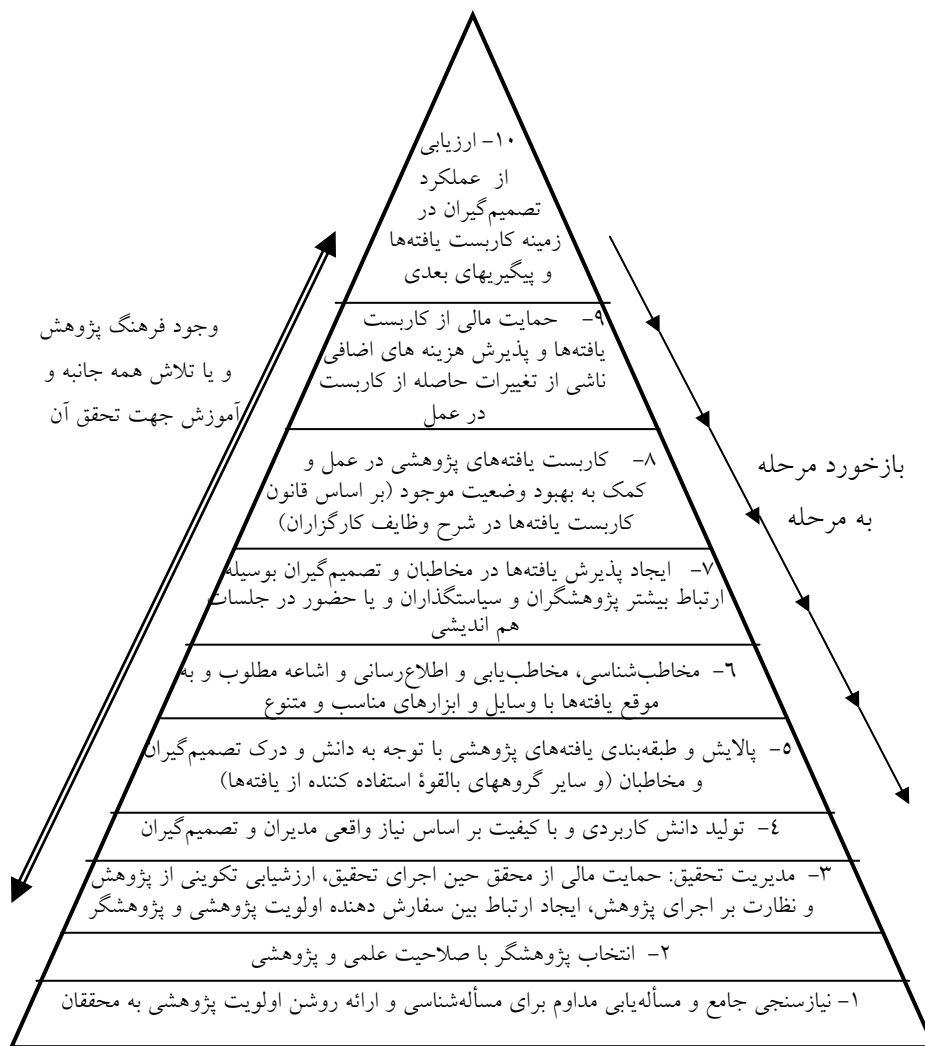 ۱۰- ارزیابی
از عملکرد
تصمیم‌گیران در
زمینه کاربست یافته‌ها
و پیگیریهای بعدی
۹- حمایت مالی از کاربست
یافته‌ها و پذیرش هزینه های اضافی
ناشی از تغییرات حاصله از کاربست
در عمل
۸- کاربست یافته‌های پژوهشی در عمل و
کمک به بهبود وضعیت موجود (بر اساس قانون
کاربست یافته‌ها در شرح وظایف کارگزاران)
۷- ایجاد پذیرش یافته‌ها در مخاطبان و تصمیم‌گیران بوسیله
ارتباط بیشتر پژوهشگران و سیاستگذاران و یا حضور در جلسات
هم اندیشی
۶- مخاطب‌شناسی، مخاطب‌یابی و اطلاع‌رسانی و اشاعه مطلوب و به
موقع یافته‌ها با وسایل و ابزارهای مناسب و متنوع
۵- پالایش و طبقه‌بندی یافته‌های پژوهشی با توجه به دانش و درک تصمیم‌گیران
و مخاطبان (و سایر گروههای بالقوۀ استفاده کننده از یافته‌ها)
۴- تولید دانش کاربردی و با کیفیت بر اساس نیاز واقعی مدیران و تصمیم‌گیران
۳- مدیریت تحقیق: حمایت مالی از محقق حین اجرای تحقیق، ارزشیابی تکوینی از پژوهش
و نظارت بر اجرای پژوهش، ایجاد ارتباط بین سفارش دهنده اولویت پژوهشی و پژوهشگر
۲- انتخاب پژوهشگر با صلاحیت علمی و پژوهشی
۱- نیازسنجی جامع و مسأله‌یابی مداوم برای مسأله‌شناسی و ارائه روشن اولویت پژوهشی به محققان
بازخورد مرحله
به مرحله
وجود فرهنگ پژوهش
و یا تلاش همه جانبه و
آموزش جهت تحقق آن